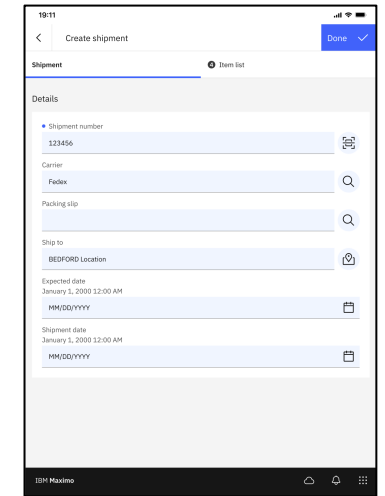 19:11
Create shipment
Done
Shipment
4 Item list
Details
Shipment number
123456
Carrier
Fedex
Packing slip
Ship to
BEDFORD Location
Expected date
January 1, 2000 12:00 AM
MM/DD/YYYY
Shipment date
January 1, 2000 12:00 AM
MM/DD/YYYY
IBM Maximo